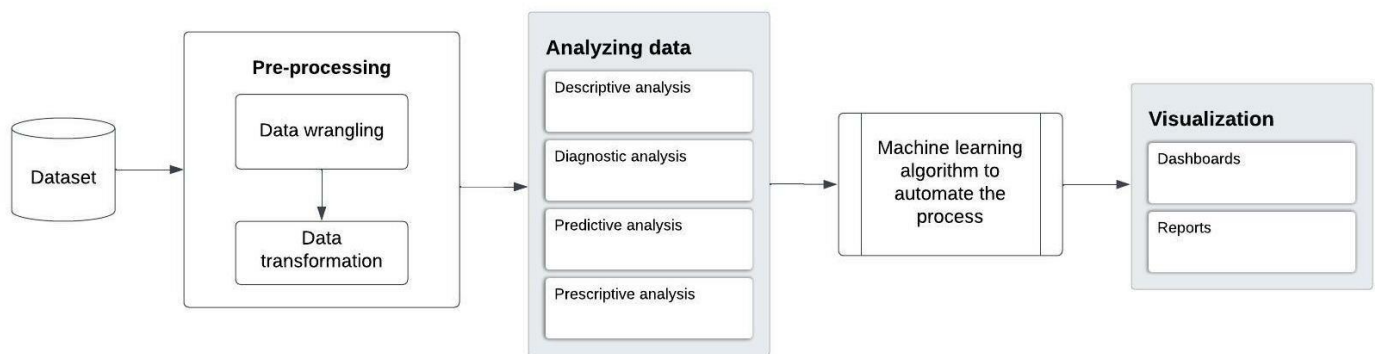 Dataset
Pre-processing
Data wrangling
Data
transformation
Analyzing data
Descriptive analysis
Diagnostic analysis
Predictive analysis
Prescriptive analysis
Machine learning
algorithm to
automate the
process
Visualization
Dashboards
Reports